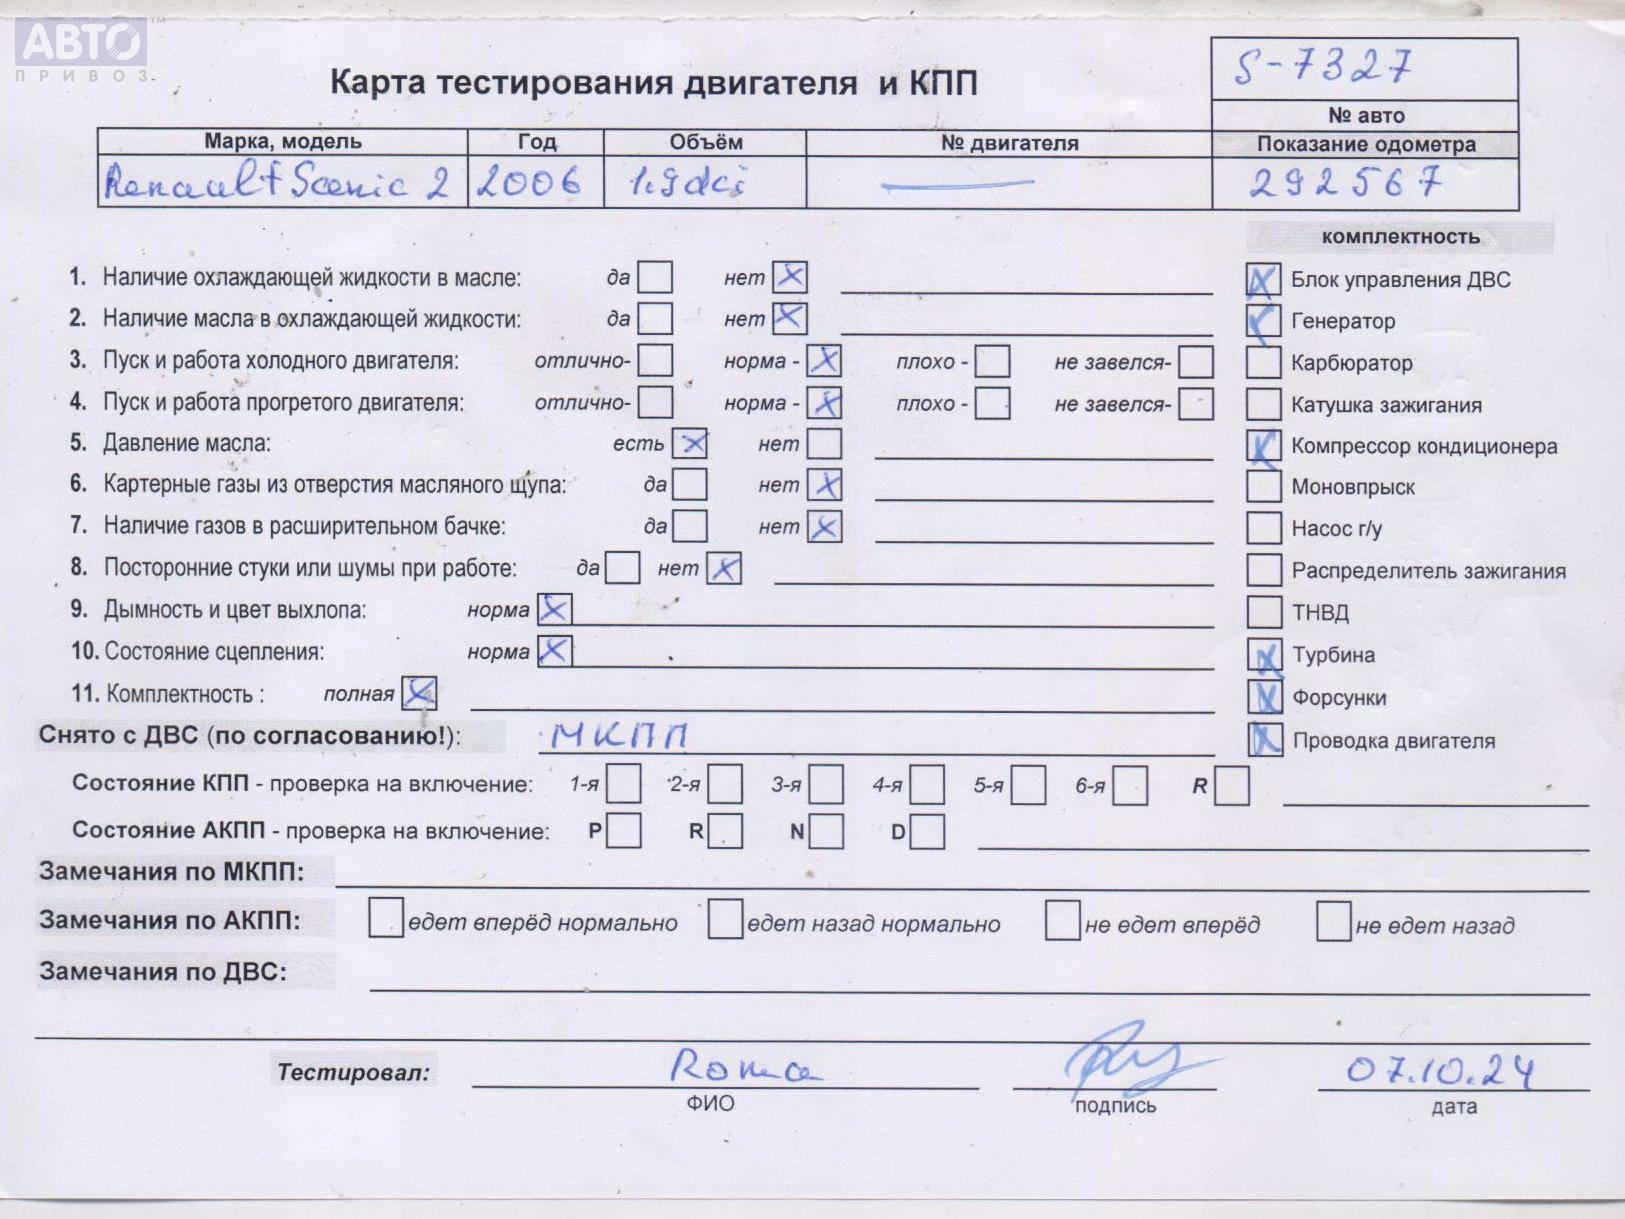 АВТО™
ПРИВОЗ
S-7327
Карта тестирования двигателя и КПП
№ авто
Марка, модель Год Объём № двигателя Показание одометра
Renault Scenic 2 2006 1.9dci — 292567
комплектность
1. Наличие охлаждающей жидкости в масле: да нет X Блок управления ДВС
2. Наличие масла в охлаждающей жидкости: да нет X Генератор
3. Пуск и работа холодного двигателя: отлично- норма - X плохо - не завелся- Карбюратор
4. Пуск и работа прогретого двигателя: отлично- норма - X плохо - не завелся- Катушка зажигания
5. Давление масла: есть X нет Компрессор кондиционера
6. Картерные газы из отверстия масляного щупа: да нет X Моновпрыск
7. Наличие газов в расширительном бачке: да нет X Насос г/у
8. Посторонние стуки или шумы при работе: да нет X Распределитель зажигания
9. Дымность и цвет выхлопа: норма X ТНВД
10. Состояние сцепления: норма X Турбина
11. Комплектность : полная X Форсунки
Снято с ДВС (по согласованию!): МКПП Проводка двигателя
Состояние КПП - проверка на включение: 1-я 2-я 3-я 4-я 5-я 6-я R
Состояние АКПП - проверка на включение: P R N D
Замечания по МКПП:
Замечания по АКПП: едет вперёд нормально едет назад нормально не едет вперёд не едет назад
Замечания по ДВС:
Тестировал: Roma 07.10.24
ФИО подпись дата